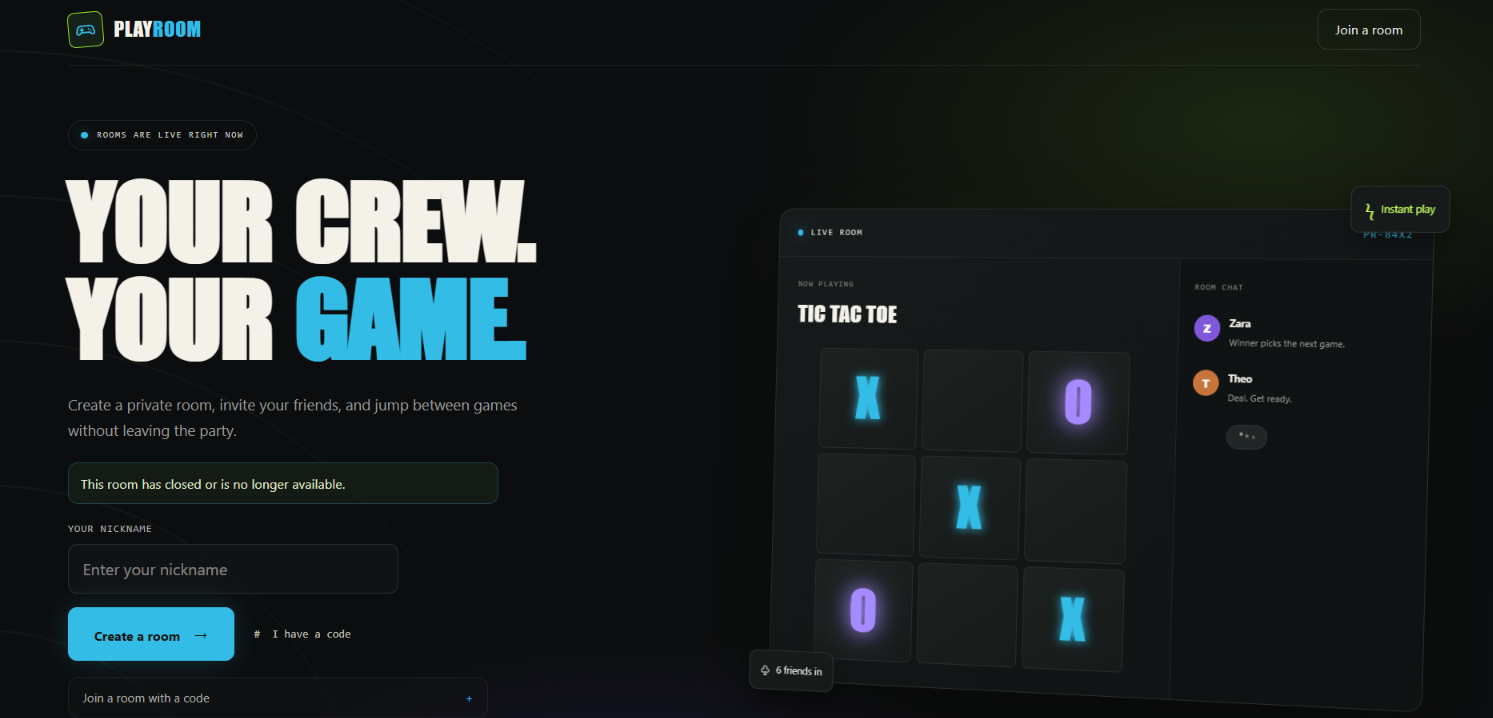 PLAYROOM
Join a room
ROOMS ARE LIVE RIGHT NOW
YOUR CREW.
YOUR GAME.
Create a private room, invite your friends, and jump between games
without leaving the party.
This room has closed or is no longer available.
YOUR NICKNAME
Enter your nickname
Create a room →
# I have a code
Join a room with a code +
LIVE ROOM
Instant play
PR-84X2
NOW PLAYING
TIC TAC TOE
X O
X
O X
ROOM CHAT
Z Zara
Winner picks the next game.
T Theo
Deal. Get ready.
6 friends in